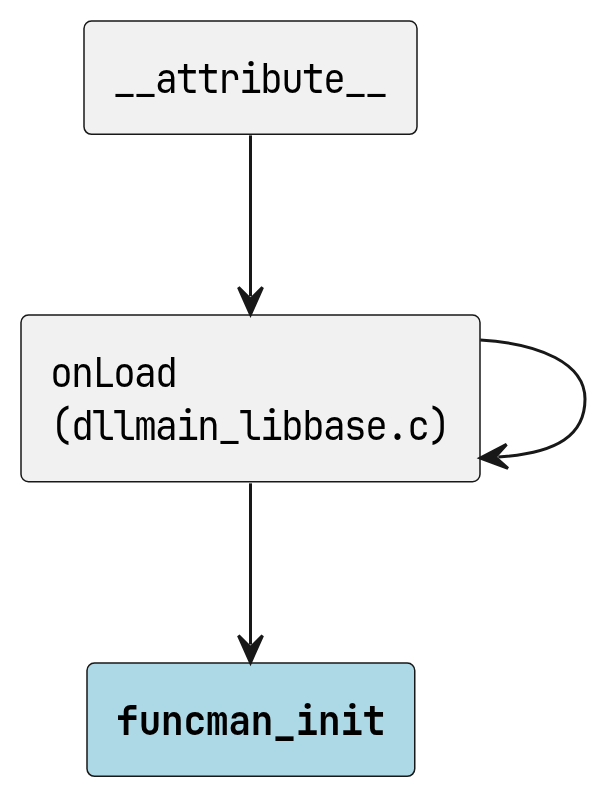 __attribute__
onLoad
(dllmain_libbase.c)
funcman_init